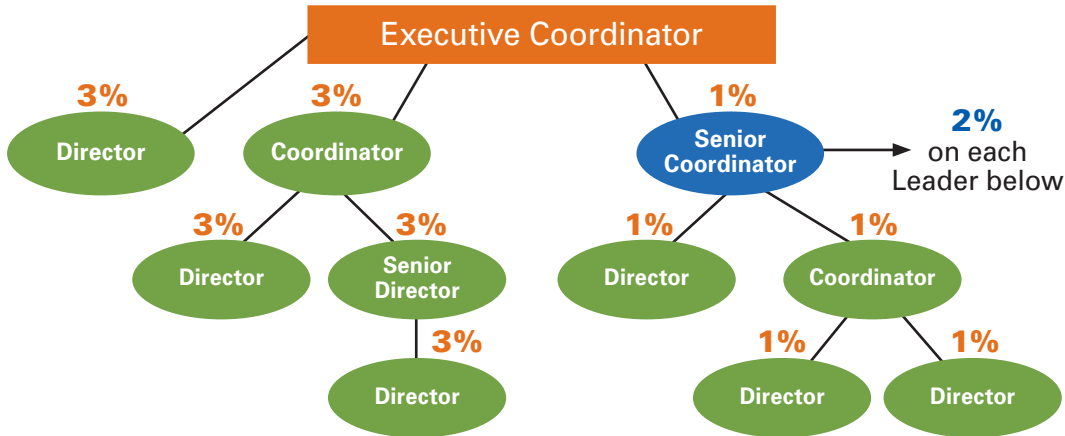 Executive Coordinator
3%
3%
1%
Director
Coordinator
Senior
Coordinator
2%
on each
Leader below
3%
3%
1%
1%
Director
Senior
Director
Director
Coordinator
3%
1%
1%
Director
Director
Director